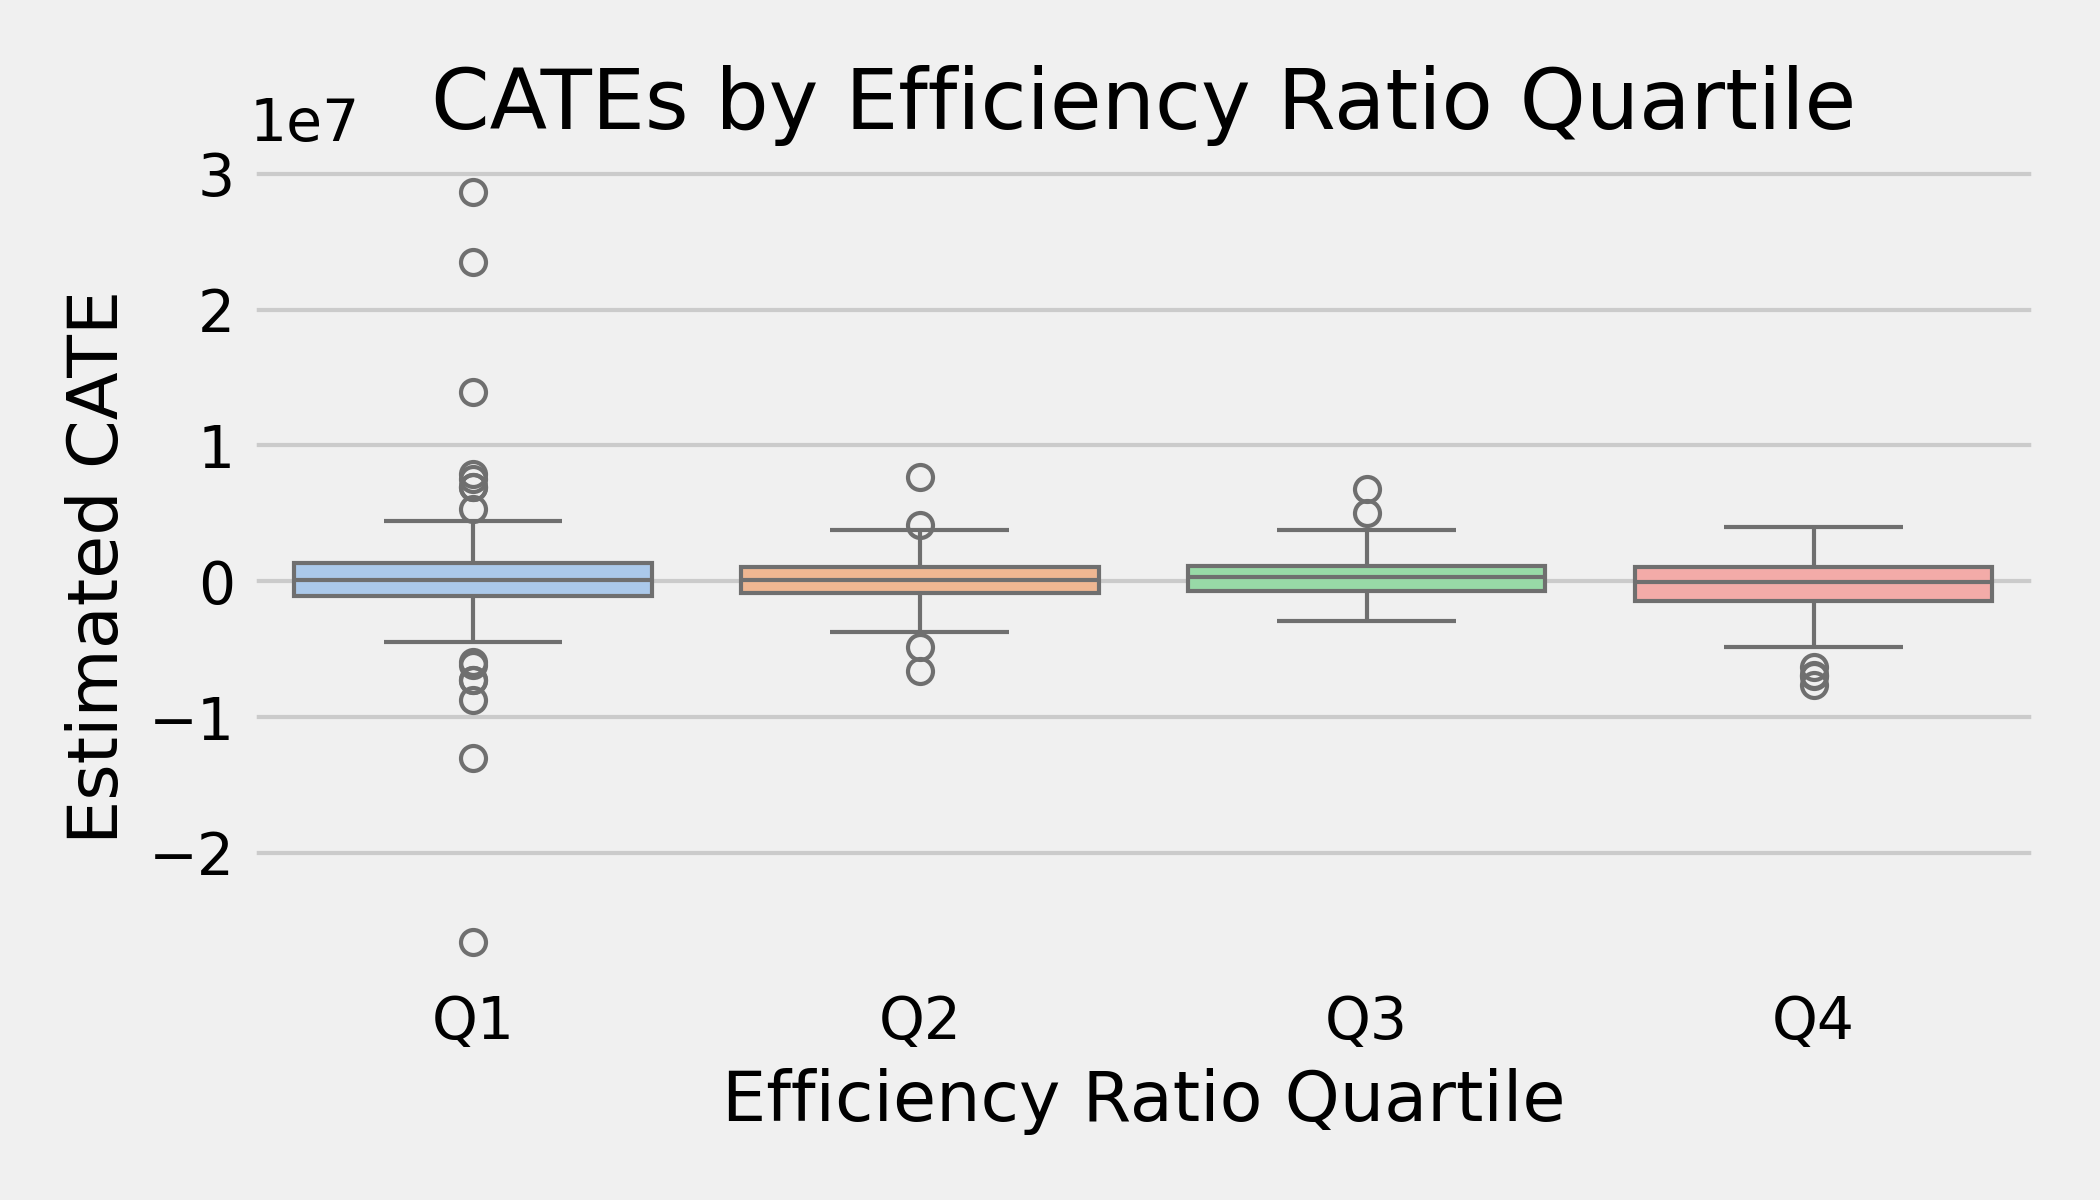 CATEs by Efficiency Ratio Quartile
1e7
3
2
1
0
−1
−2
Estimated CATE
Q1 Q2 Q3 Q4
Efficiency Ratio Quartile